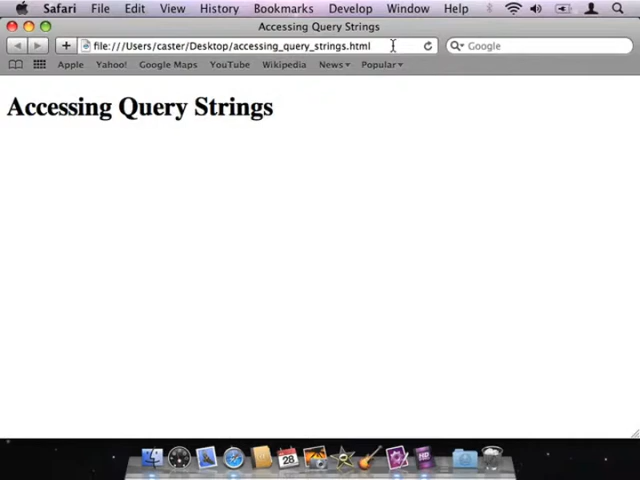 Safari File Edit View History Bookmarks Develop Window Help
Accessing Query Strings
file:///Users/caster/Desktop/accessing_query_strings.html Google
Apple Yahoo! Google Maps YouTube Wikipedia News Popular
Accessing Query Strings
28
HD